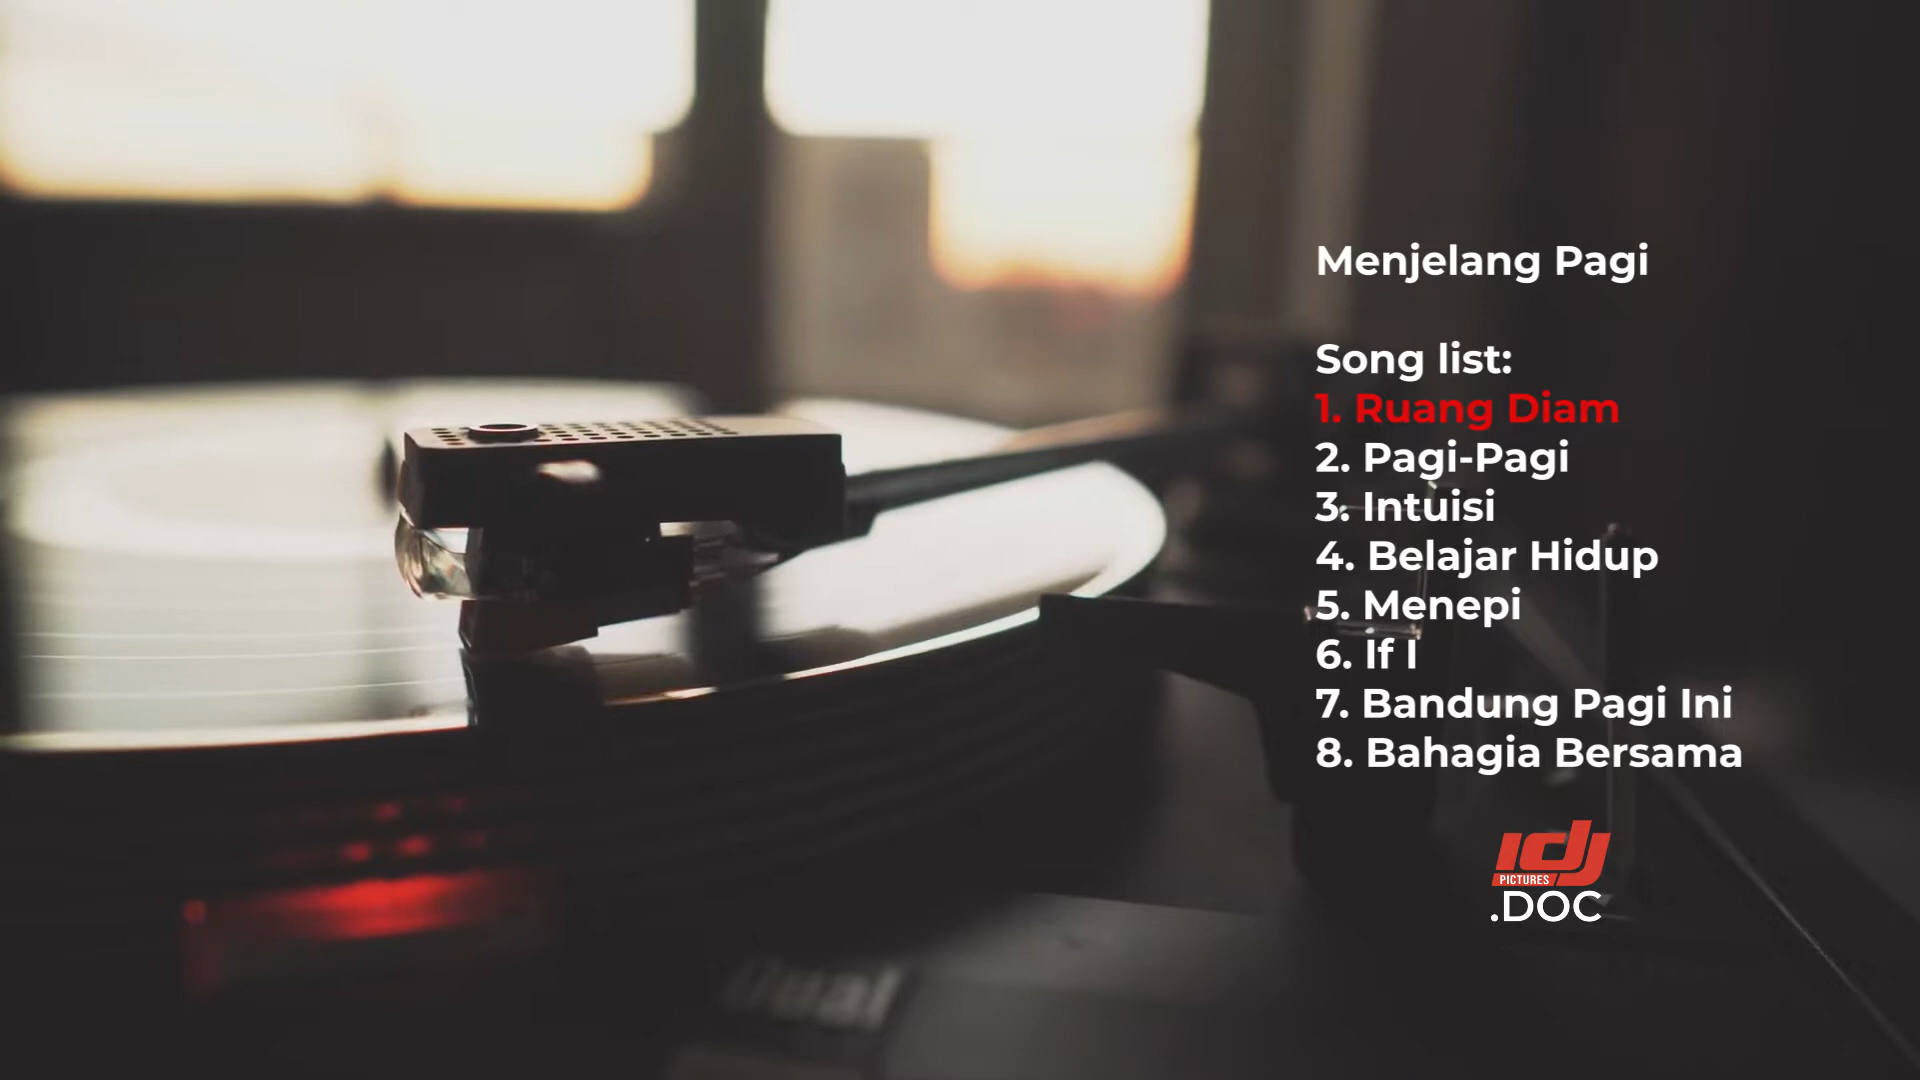 Menjelang Pagi
Song list:
1. Ruang Diam
2. Pagi-Pagi
3. Intuisi
4. Belajar Hidup
5. Menepi
6. If I
7. Bandung Pagi Ini
8. Bahagia Bersama
IDJ
PICTURES
.DOC
Dual